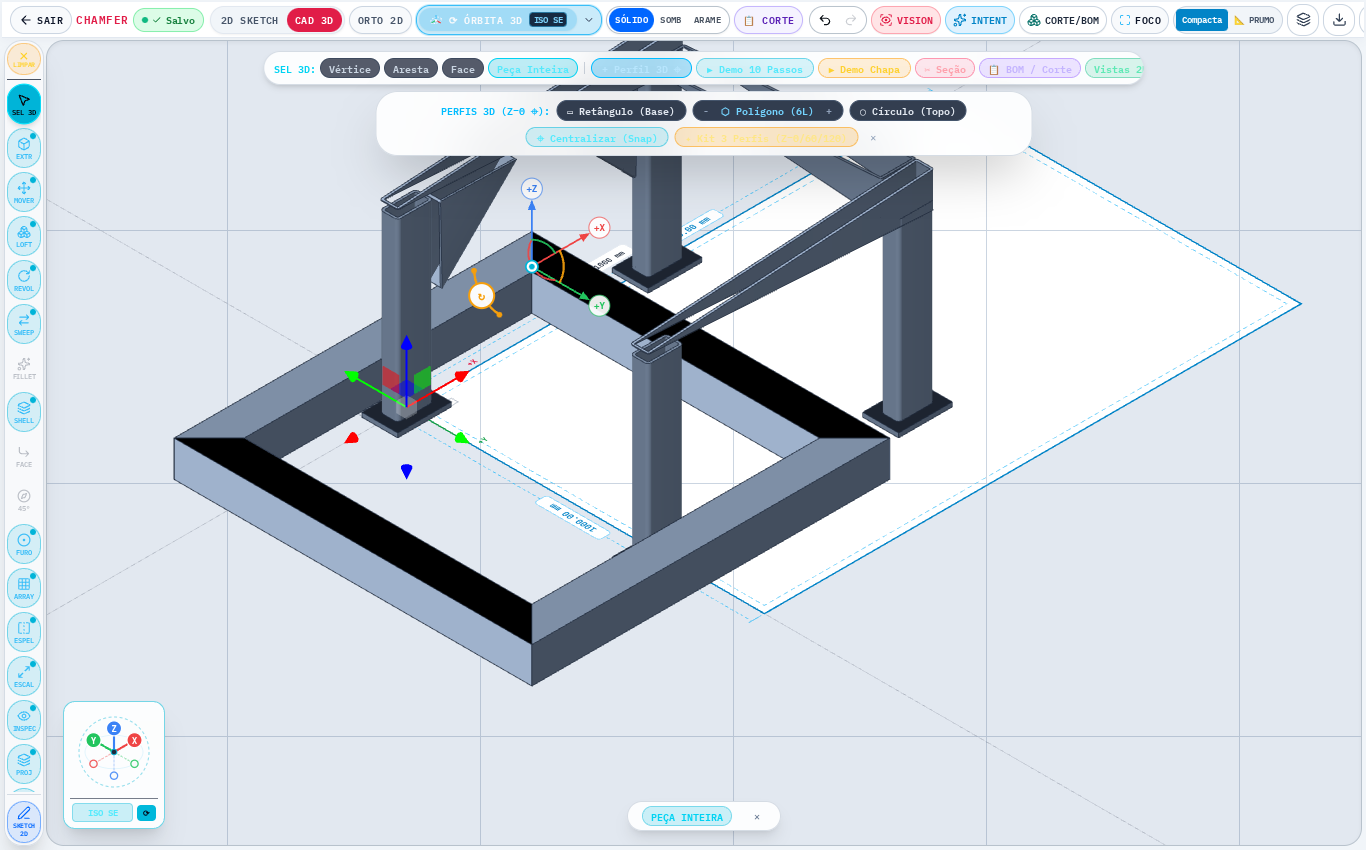 SAIR
CHAMFER
Salvo
2D SKETCH
CAD 3D
ORTO 2D
ÓRBITA 3D
ISO SE
SÓLIDO
SOMB
ARAME
CORTE
VISION
INTENT
CORTE/BOM
FOCO
Compacta
PRUMO
SEL 3D:
Vértice
Aresta
Face
Peça Inteira
+ Perfil 3D
▶ Demo 10 Passos
▶ Demo Chapa
Seção
BOM / Corte
Vistas 2
PERFIS 3D (Z=0 ⌖):
▭ Retângulo (Base)
- ⬡ Polígono (6L) +
○ Círculo (Topo)
⌖ Centralizar (Snap)
×
LIMPAR
SEL 3D
EXTR
MOVER
LOFT
REVOL
SWEEP
FILLET
SHELL
FACE
45°
FURO
ARRAY
ESPEL
ESCAL
INSPEC
PROJ
SKETCH
2D
+Z
+X
+Y
+X
+Y
1000.00 mm
Z
Y
X
ISO SE
PEÇA INTEIRA
×